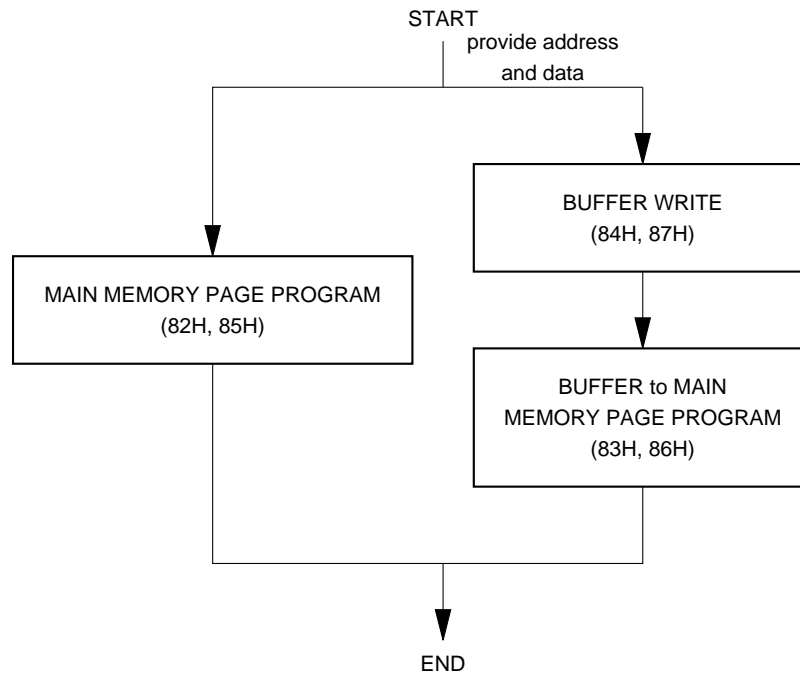 START
provide address
and data
BUFFER WRITE
(84H, 87H)
MAIN MEMORY PAGE PROGRAM
(82H, 85H)
BUFFER to MAIN
MEMORY PAGE PROGRAM
(83H, 86H)
END